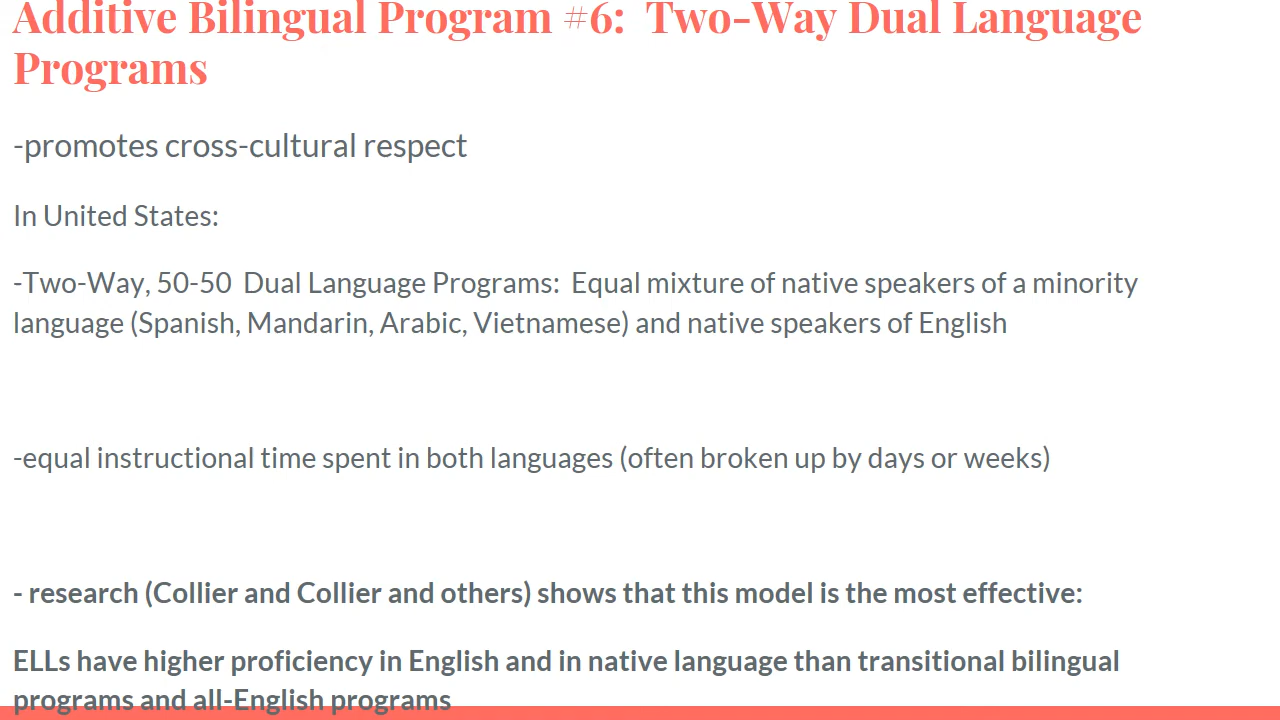 Additive Bilingual Program #6:  Two-Way Dual Language
Programs
-promotes cross-cultural respect
In United States:
-Two-Way, 50-50  Dual Language Programs:  Equal mixture of native speakers of a minority
language (Spanish, Mandarin, Arabic, Vietnamese) and native speakers of English
-equal instructional time spent in both languages (often broken up by days or weeks)
- research (Collier and Collier and others) shows that this model is the most effective:
ELLs have higher proficiency in English and in native language than transitional bilingual
programs and all-English programs